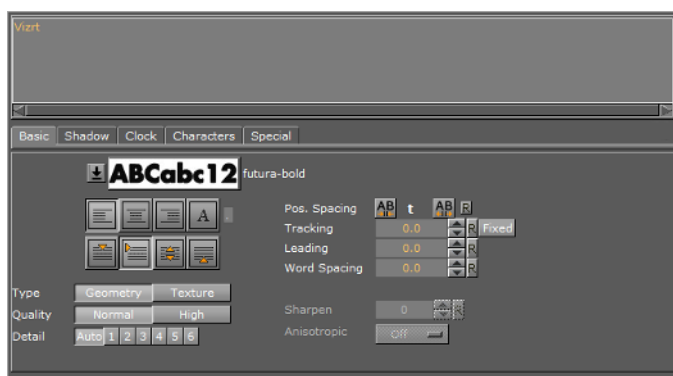 Vizrt
Basic Shadow Clock Characters Special
ABCabc12 futura-bold
A
Pos. Spacing AB t AB R
Tracking 0.0 R Fixed
Leading 0.0 R
Word Spacing 0.0 R
Type Geometry Texture
Quality Normal High
Sharpen 0 R
Detail Auto 1 2 3 4 5 6
Anisotropic Off